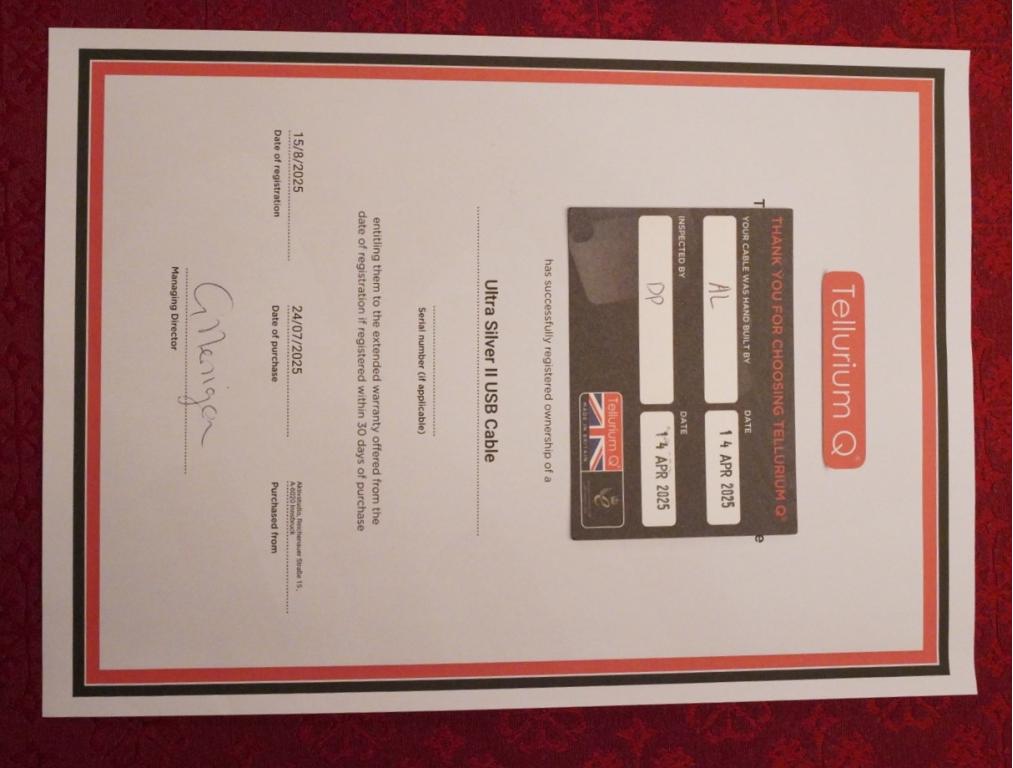 Tellurium Q®
T
e
THANK YOU FOR CHOOSING TELLURIUM Q®
YOUR CABLE WAS HAND BUILT BY
DATE
AL
14 APR 2025
INSPECTED BY
DATE
DP
14 APR 2025
Tellurium Q®
MADE IN BRITAIN
has successfully registered ownership of a
Ultra Silver II USB Cable
Serial number (if applicable)
entitling them to the extended warranty offered from the
date of registration if registered within 30 days of purchase
15/8/2025
Date of registration
24/07/2025
Date of purchase
A-6020 Innsbruck
Purchased from
Managing Director